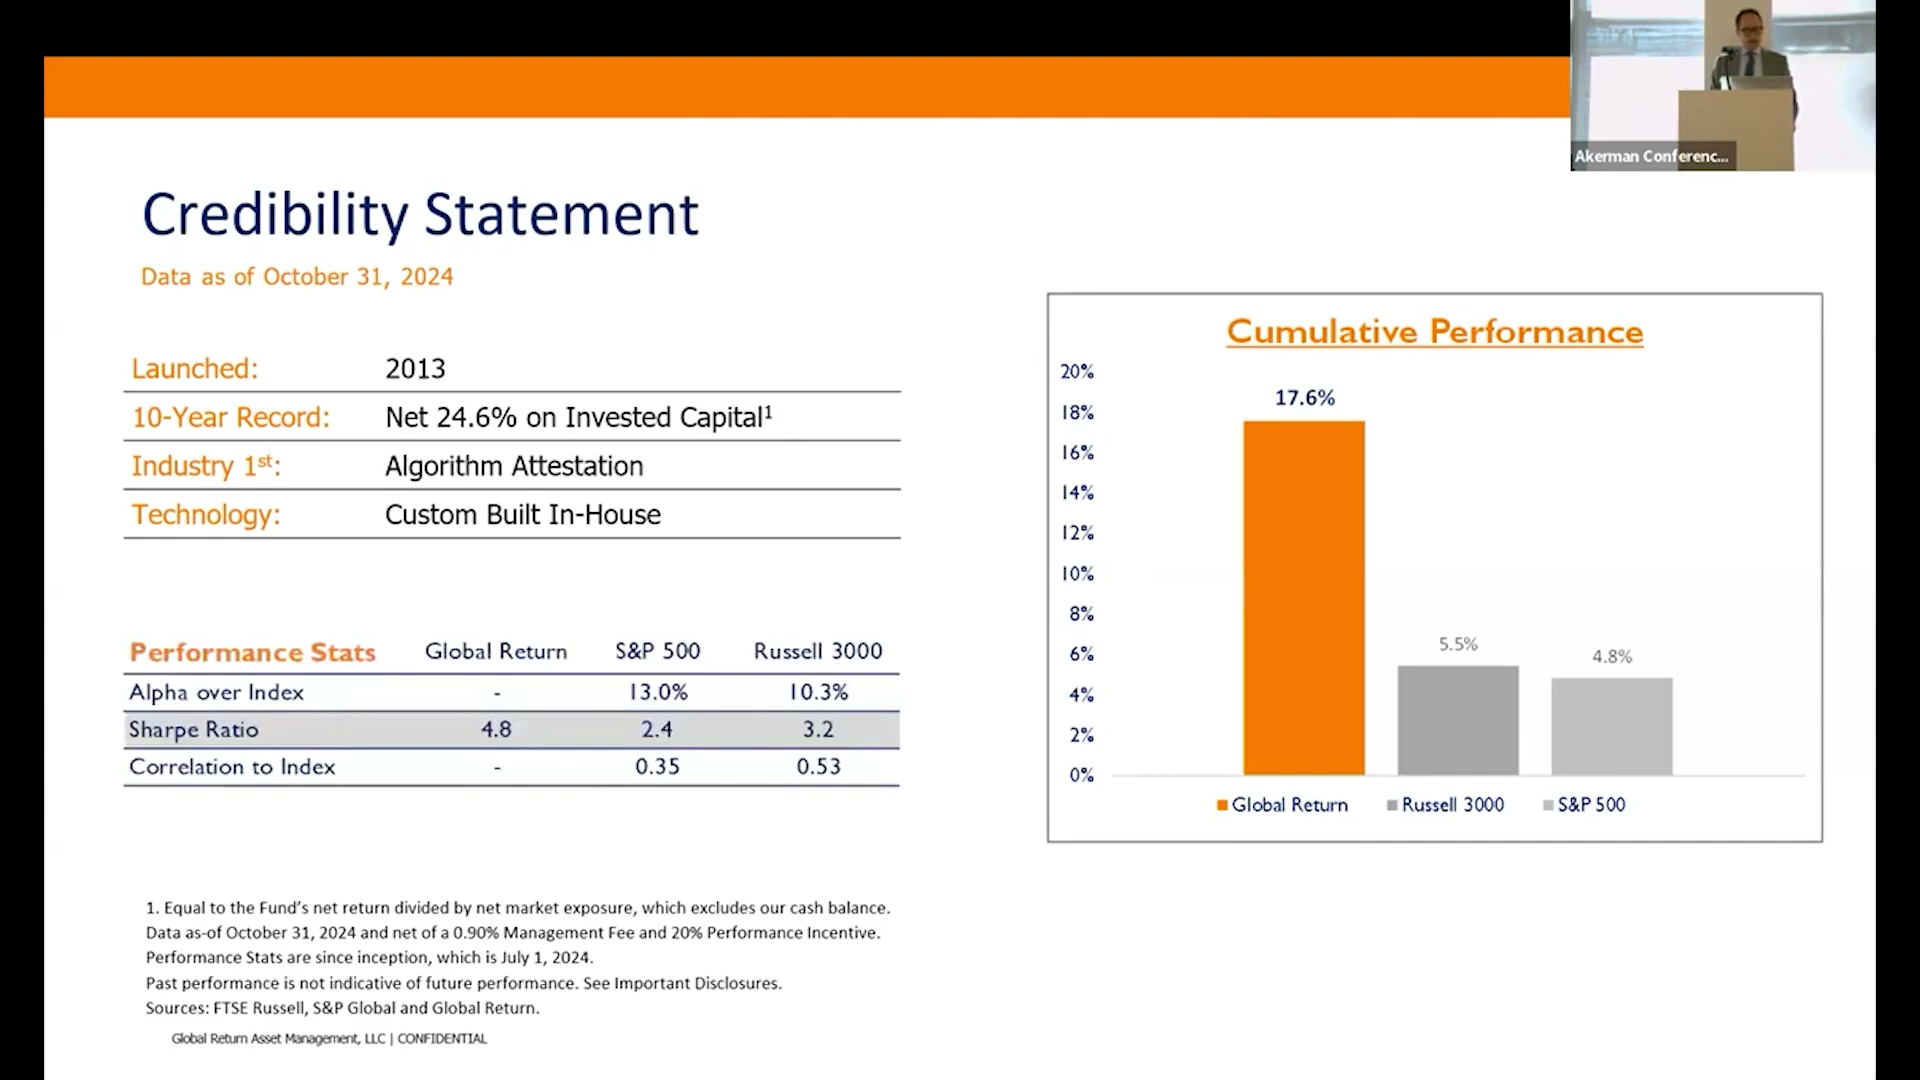 Akerman Conferenc...
Credibility Statement
Data as of October 31, 2024
Launched: 2013
10-Year Record: Net 24.6% on Invested Capital¹
Industry 1st: Algorithm Attestation
Technology: Custom Built In-House
Performance Stats Global Return S&P 500 Russell 3000
Alpha over Index - 13.0% 10.3%
Sharpe Ratio 4.8 2.4 3.2
Correlation to Index - 0.35 0.53
Cumulative Performance
20%
18%
16%
14%
12%
10%
8%
6%
4%
2%
0%
17.6%
5.5%
4.8%
Global Return Russell 3000 S&P 500
1. Equal to the Fund's net return divided by net market exposure, which excludes our cash balance.
Data as-of October 31, 2024 and net of a 0.90% Management Fee and 20% Performance Incentive.
Performance Stats are since inception, which is July 1, 2024.
Past performance is not indicative of future performance. See Important Disclosures.
Sources: FTSE Russell, S&P Global and Global Return.
Global Return Asset Management, LLC | CONFIDENTIAL